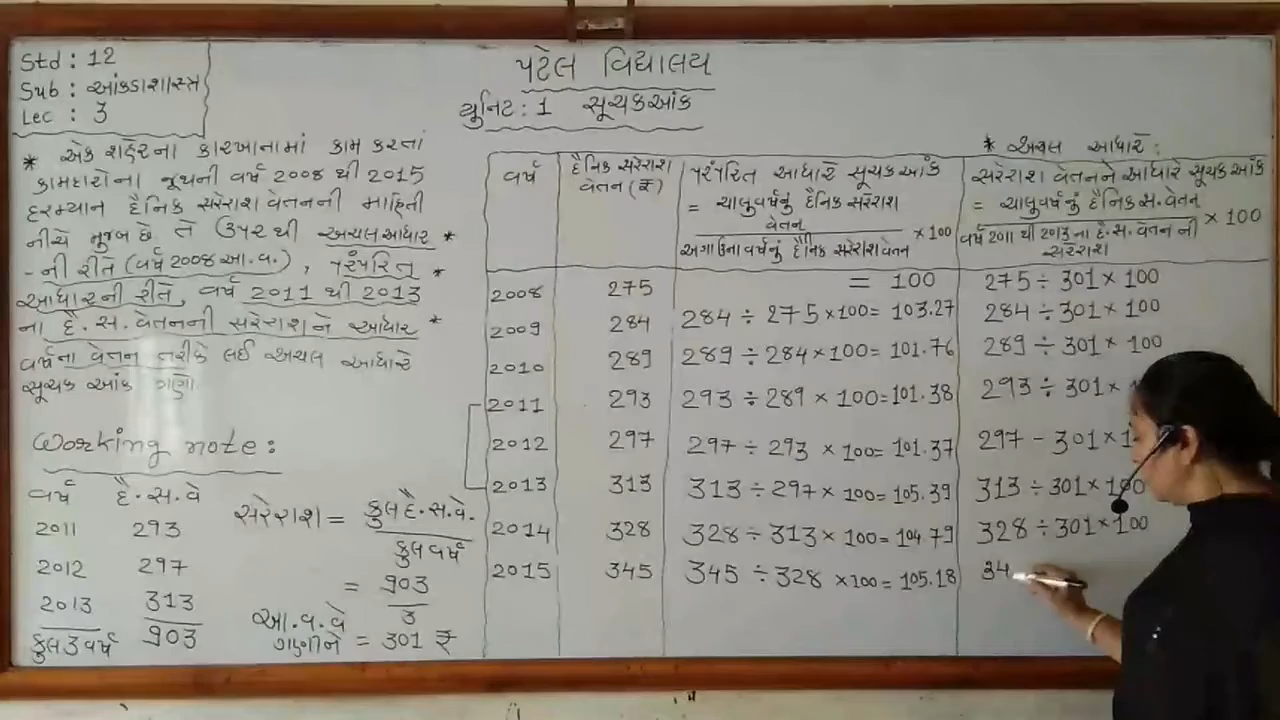 Std : 12
Sub : આંકડાશાસ્ત્ર
Lec : 3
પટેલ વિદ્યાલય
યુનિટ : 1 સૂચકઆંક
* એક શહેરના કારખાનામાં કામ કરતાં
કામદારોના જૂથની વર્ષ 2008 થી 2015
દરમ્યાન દૈનિક સરેરાશ વેતનની માહિતી
નીચે મુજબ છે તે ઉપરથી અચલ આધાર *
-ની રીતે (વર્ષ 2008 આ.વ.), પરંપરિત *
આધારની રીતે, વર્ષ 2011 થી 2013
ના દૈ. સ. વેતનની સરેરાશને આધાર *
વર્ષના વેતન તરીકે લઈ અચલ આધારે
સૂચક આંક ગણો.
Working note :
વર્ષ દૈ. સ. વે
2011 293
2012 297
2013 313
કુલ 3 વર્ષ 903
સરેરાશ = કુલ દૈ. સ. વે.
કુલ વર્ષ
= 903
3
આ. વ. વે
ગણીને = 301 ₹
* અચલ આધારે :
વર્ષ
દૈનિક સરેરાશ
વેતન (₹)
પરંપરિત આધારે સૂચક આંક
= ચાલુવર્ષનું દૈનિક સરેરાશ
વેતન
અગાઉના વર્ષનું દૈનિક સરેરાશ વેતન × 100
સરેરાશ વેતનને આધારે સૂચક આંક
= ચાલુ વર્ષનું દૈનિક સ. વેતન
વર્ષ 2011 થી 2013 ના દૈ. સ. વેતન ની × 100
સરેરાશ
2008 275 = 100 275 ÷ 301 × 100
2009 284 284 ÷ 275 × 100 = 103.27 284 ÷ 301 × 100
2010 289 289 ÷ 284 × 100 = 101.76 289 ÷ 301 × 100
2011 293 293 ÷ 289 × 100 = 101.38 293 ÷ 301 ×
2012 297 297 ÷ 293 × 100 = 101.37 297 - 301 × 1
2013 313 313 ÷ 297 × 100 = 105.39 313 ÷ 301 × 100
2014 328 328 ÷ 313 × 100 = 104.79 328 ÷ 301 × 100
2015 345 345 ÷ 328 × 100 = 105.18 34